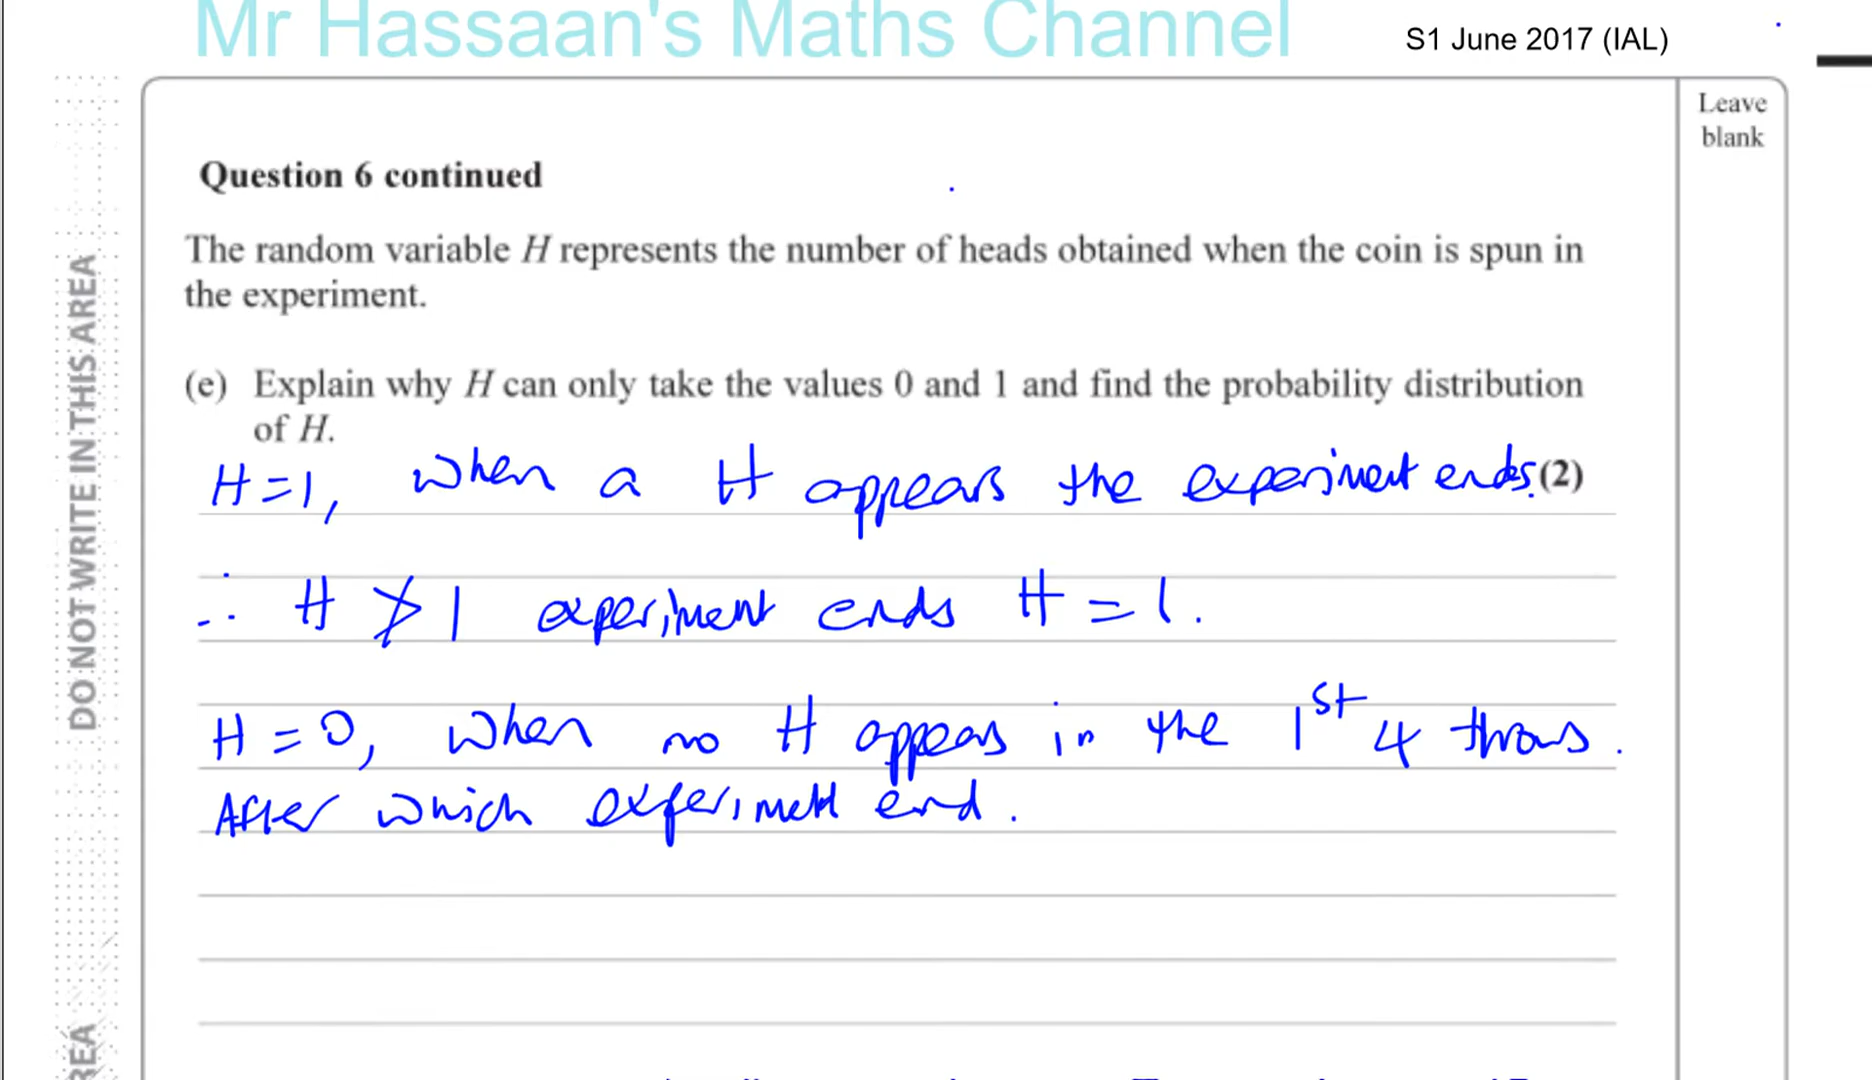 Mr Hassaan's Maths Channel
S1 June 2017 (IAL)
Leave
blank
Question 6 continued
The random variable H represents the number of heads obtained when the coin is spun in
the experiment.
(e) Explain why H can only take the values 0 and 1 and find the probability distribution
of H.
H=1, when a H appears the experiment ends. (2)
∴ H ≯ 1 experiment ends H = 1.
H = 0, when no H appears in the 1st 4 throws.
After which experiment end.
DO NOT WRITE IN THIS AREA
REA